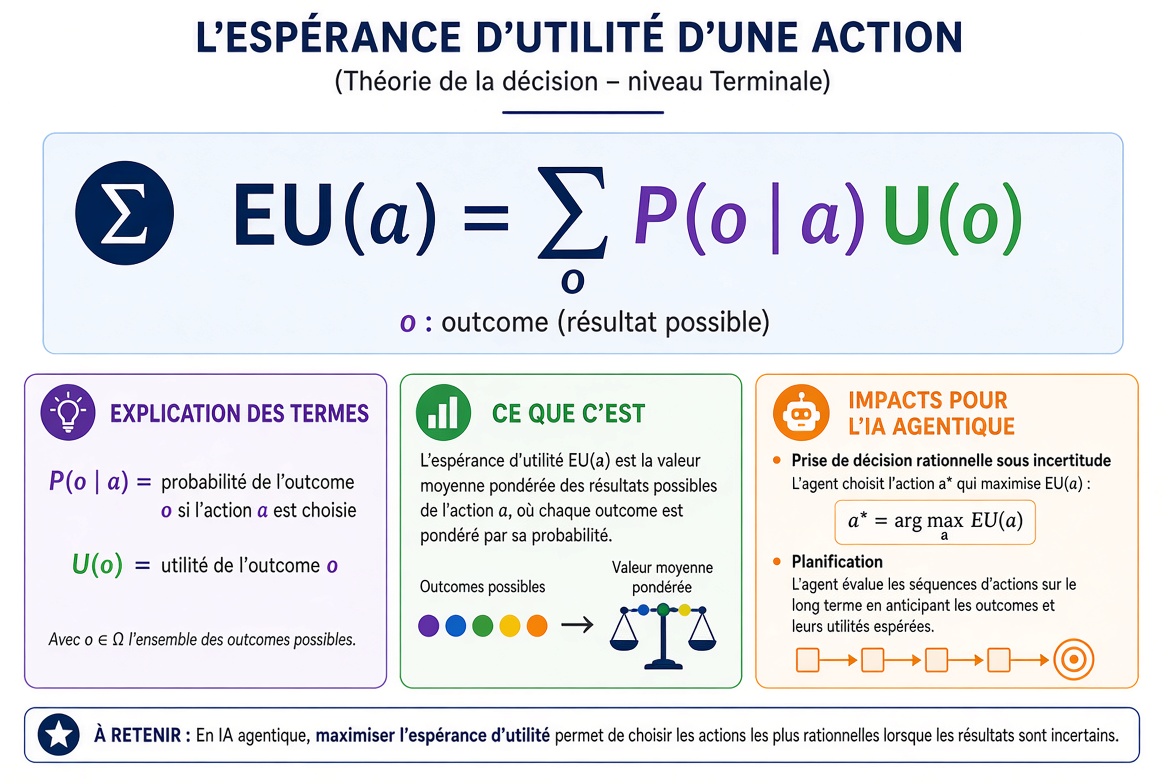 L’ESPÉRANCE D’UTILITÉ D’UNE ACTION
(Théorie de la décision – niveau Terminale)
Σ
EU(a) = ∑ P(o | a) U(o)
o
o : outcome (résultat possible)
EXPLICATION DES TERMES
P(o | a) = probabilité de l’outcome
o si l’action a est choisie
U(o) = utilité de l’outcome o
Avec o ∈ Ω l’ensemble des outcomes possibles.
CE QUE C’EST
L’espérance d’utilité EU(a) est la valeur
moyenne pondérée des résultats possibles
de l’action a, où chaque outcome est
pondéré par sa probabilité.
Outcomes possibles
Valeur moyenne
pondérée
IMPACTS POUR
L’IA AGENTIQUE
• Prise de décision rationnelle sous incertitude
L’agent choisit l’action a* qui maximise EU(a) :
a* = arg max EU(a)
a
• Planification
L’agent évalue les séquences d’actions sur le
long terme en anticipant les outcomes et
leurs utilités espérées.
À RETENIR : En IA agentique, maximiser l’espérance d’utilité permet de choisir les actions les plus rationnelles lorsque les résultats sont incertains.